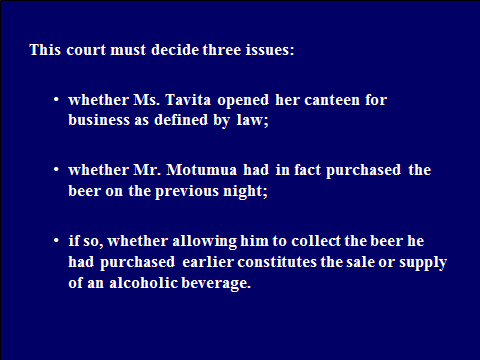 This court must decide three issues:
• whether Ms. Tavita opened her canteen for
business as defined by law;
• whether Mr. Motumua had in fact purchased the
beer on the previous night;
• if so, whether allowing him to collect the beer he
had purchased earlier constitutes the sale or supply
of an alcoholic beverage.